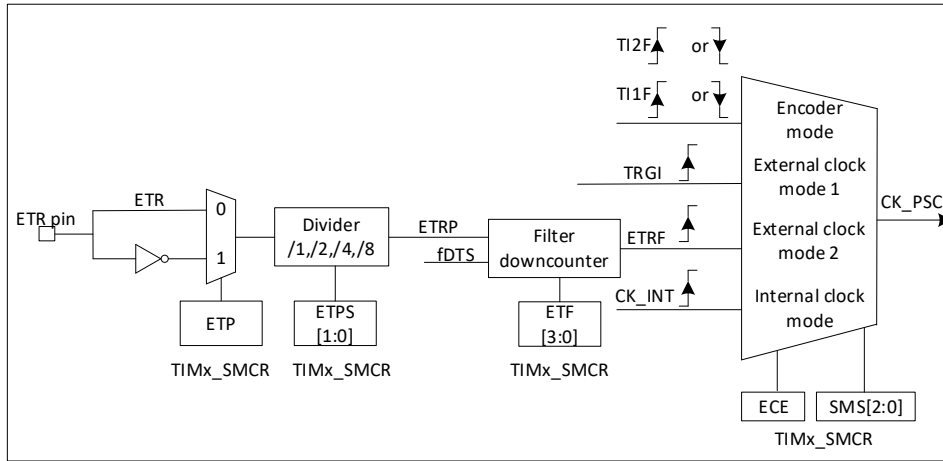 TI2F or
TI1F or
Encoder
mode
TRGI
External clock
mode 1
CK_PSC
ETR pin
ETR
0
1
Divider
/1,/2,/4,/8
ETRP
fDTS
Filter
downcounter
ETRF
External clock
mode 2
CK_INT
Internal clock
mode
ETP
TIMx_SMCR
ETPS
[1:0]
TIMx_SMCR
ETF
[3:0]
TIMx_SMCR
ECE
SMS[2:0]
TIMx_SMCR